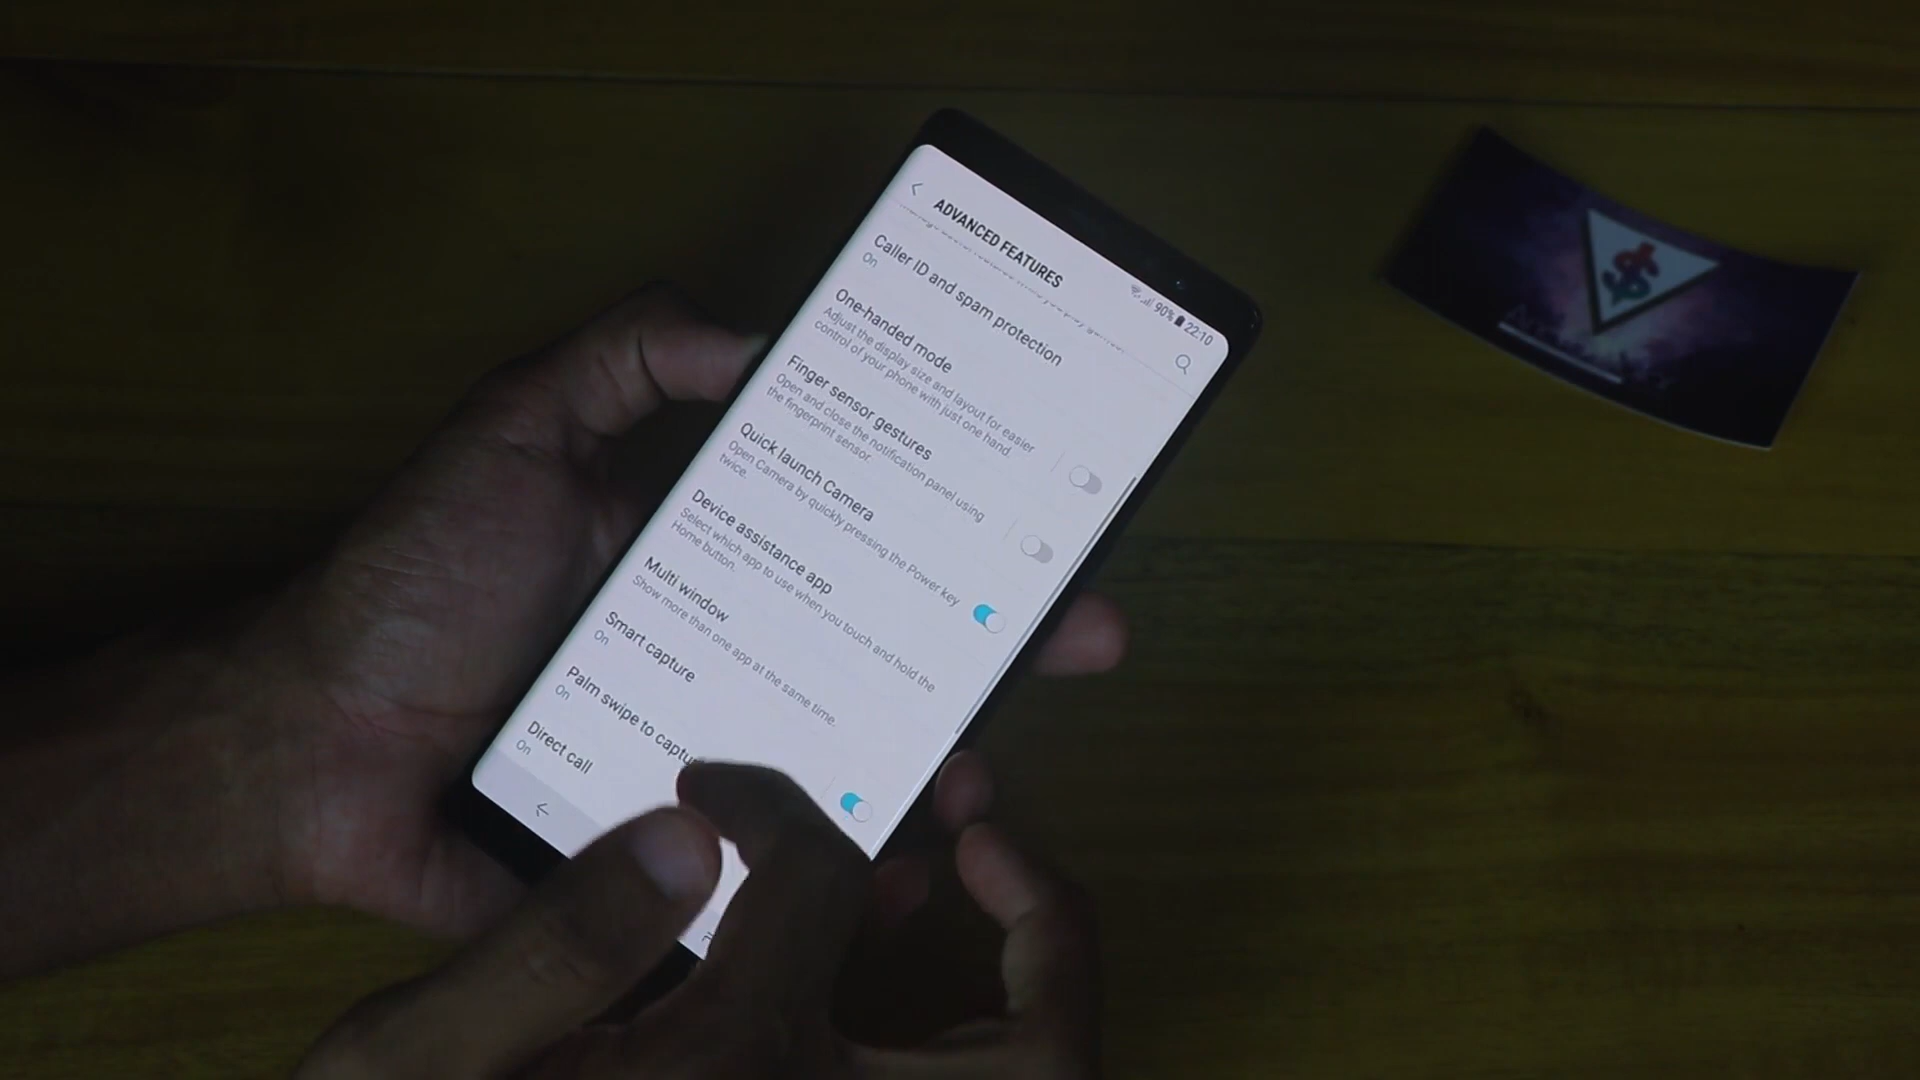 90% 22:10
ADVANCED FEATURES
Caller ID and spam protection
On
One-handed mode
Adjust the display size and layout for easier
control of your phone with just one hand.
Finger sensor gestures
Open and close the notification panel using
the fingerprint sensor.
Quick launch Camera
Open Camera by quickly pressing the Power key
twice.
Device assistance app
Select which app to use when you touch and hold the
Home button.
Multi window
Show more than one app at the same time.
Smart capture
On
Palm swipe to captu
On
Direct call
On